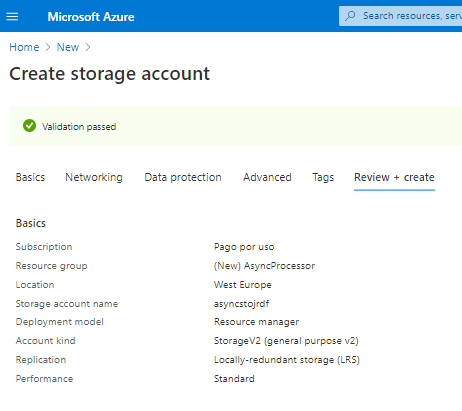 Microsoft Azure
Search resources, ser
Home > New >
Create storage account
Validation passed
Basics Networking Data protection Advanced Tags Review + create
Basics
Subscription Pago por uso
Resource group (New) AsyncProcessor
Location West Europe
Storage account name asyncstojrdf
Deployment model Resource manager
Account kind StorageV2 (general purpose v2)
Replication Locally-redundant storage (LRS)
Performance Standard